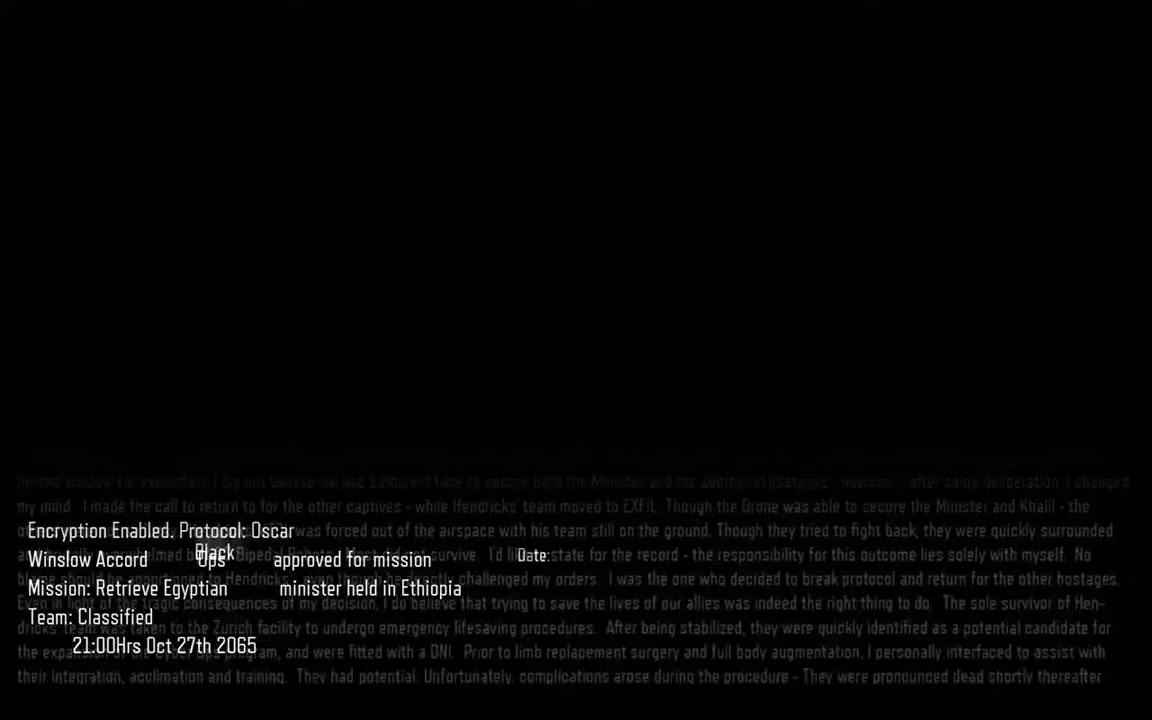 limited window for extraction, I did not believe we had sufficient time to secure both the Minister and the additional hostages. However, after some deliberation, I changed
my mind. I made the call to return to for the other captives - while Hendricks' team moved to EXFIL. Though the Drone was able to secure the Minister and Khalil - the
was forced out of the airspace with his team still on the ground. Though they tried to fight back, they were quickly surrounded
Encryption Enabled. Protocol: Oscar
Bipedal Robots. survive. I'd like state for the record - the responsibility for this outcome lies solely with myself. No
Black
Winslow Accord Ops approved for mission Date:
Hendricks challenged my orders. I was the one who decided to break protocol and return for the other hostages.
Mission: Retrieve Egyptian minister held in Ethiopia
Even in light of the tragic consequences of my decision, I do believe that trying to save the lives of our allies was indeed the right thing to do. The sole survivor of Hen-
Team: Classified
dricks' team was taken to the Zurich facility to undergo emergency lifesaving procedures. After being stabilized, they were quickly identified as a potential candidate for
21:00Hrs Oct 27th 2065
the expansion of the Cyber Ops program, and were fitted with a DNI. Prior to limb replacement surgery and full body augmentation, I personally interfaced to assist with
their integration, acclimation and training. They had potential. Unfortunately, complications arose during the procedure - They were pronounced dead shortly thereafter